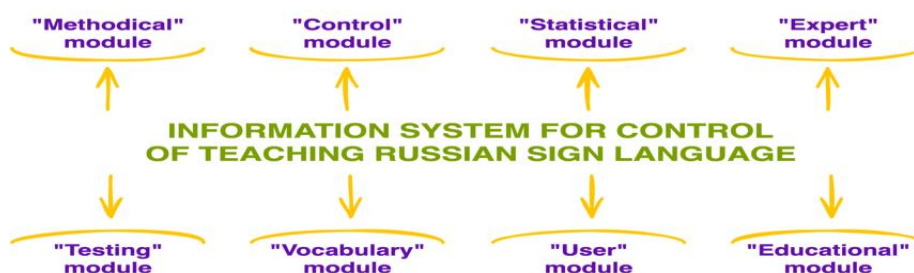 "Methodical"
module
"Control"
module
"Statistical"
module
"Expert"
module
INFORMATION SYSTEM FOR CONTROL
OF TEACHING RUSSIAN SIGN LANGUAGE
"Testing"
module
"Vocabulary"
module
"User"
module
"Educational"
module